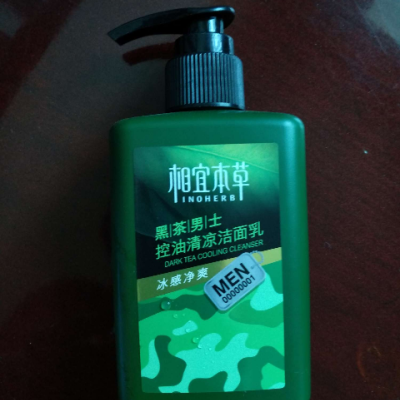 相宜本草
INOHERB
黑|茶|男|士
控油清凉洁面乳
DARK TEA COOLING CLEANSER
冰感净爽
MEN
00000001